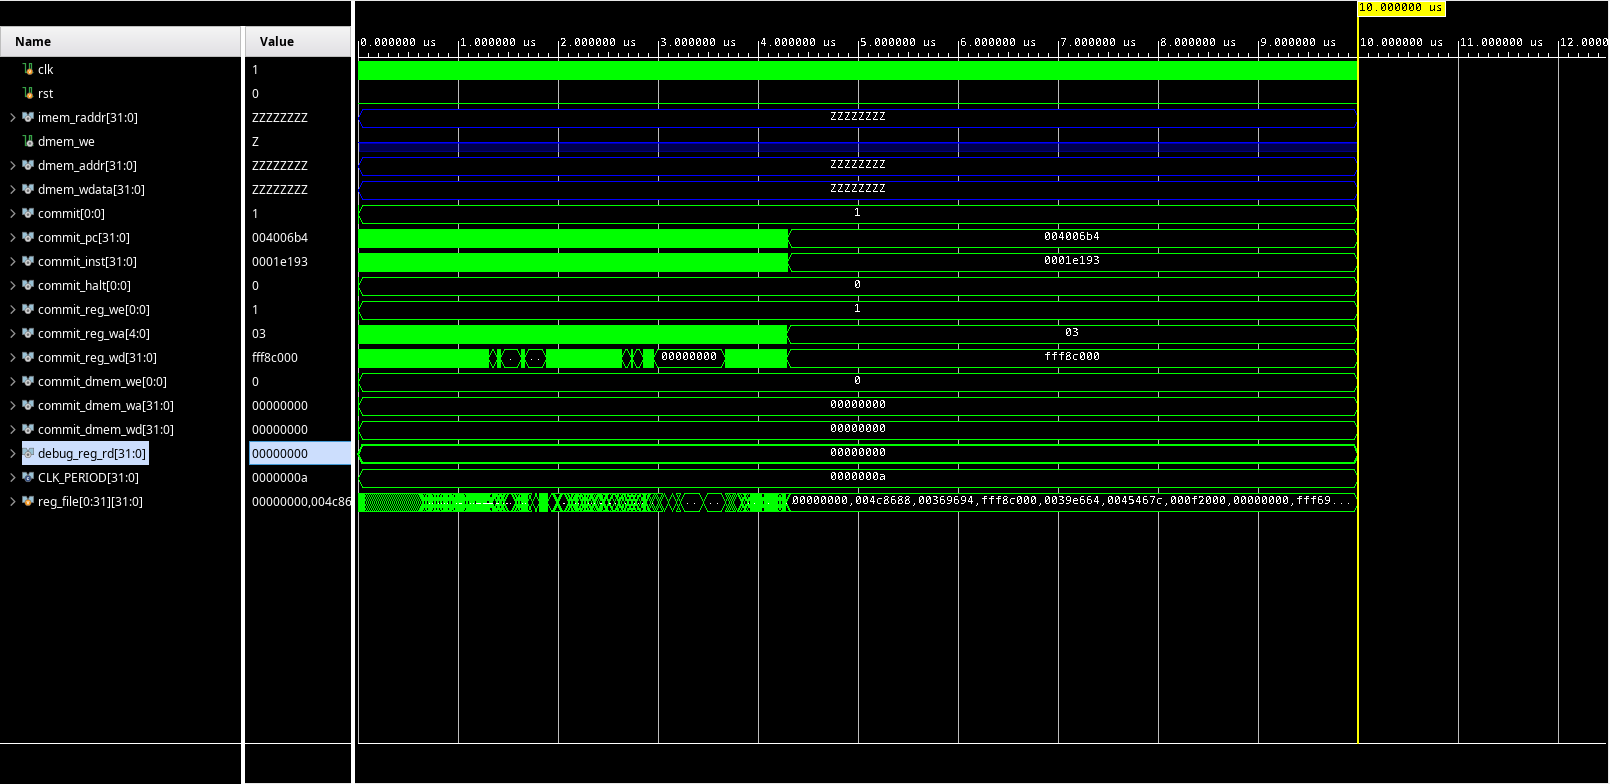 10.000000 us
Name Value 0.000000 us 1.000000 us 2.000000 us 3.000000 us 4.000000 us 5.000000 us 6.000000 us 7.000000 us 8.000000 us 9.000000 us 10.000000 us 11.000000 us 12.0000
clk 1
rst 0
imem_raddr[31:0] ZZZZZZZZ ZZZZZZZZ
dmem_we Z
dmem_addr[31:0] ZZZZZZZZ ZZZZZZZZ
dmem_wdata[31:0] ZZZZZZZZ ZZZZZZZZ
commit[0:0] 1 1
commit_pc[31:0] 004006b4 004006b4
commit_inst[31:0] 0001e193 0001e193
commit_halt[0:0] 0 0
commit_reg_we[0:0] 1 1
commit_reg_wa[4:0] 03 03
commit_reg_wd[31:0] fff8c000 . .. 00000000 fff8c000
commit_dmem_we[0:0] 0 0
commit_dmem_wa[31:0] 00000000 00000000
commit_dmem_wd[31:0] 00000000 00000000
debug_reg_rd[31:0] 00000000 00000000
CLK_PERIOD[31:0] 0000000a 0000000a
reg_file[0:31][31:0] 00000000,004c86 00000000,004c8688,00369694,fff8c000,0039e664,0045467c,000f2000,00000000,fff69...